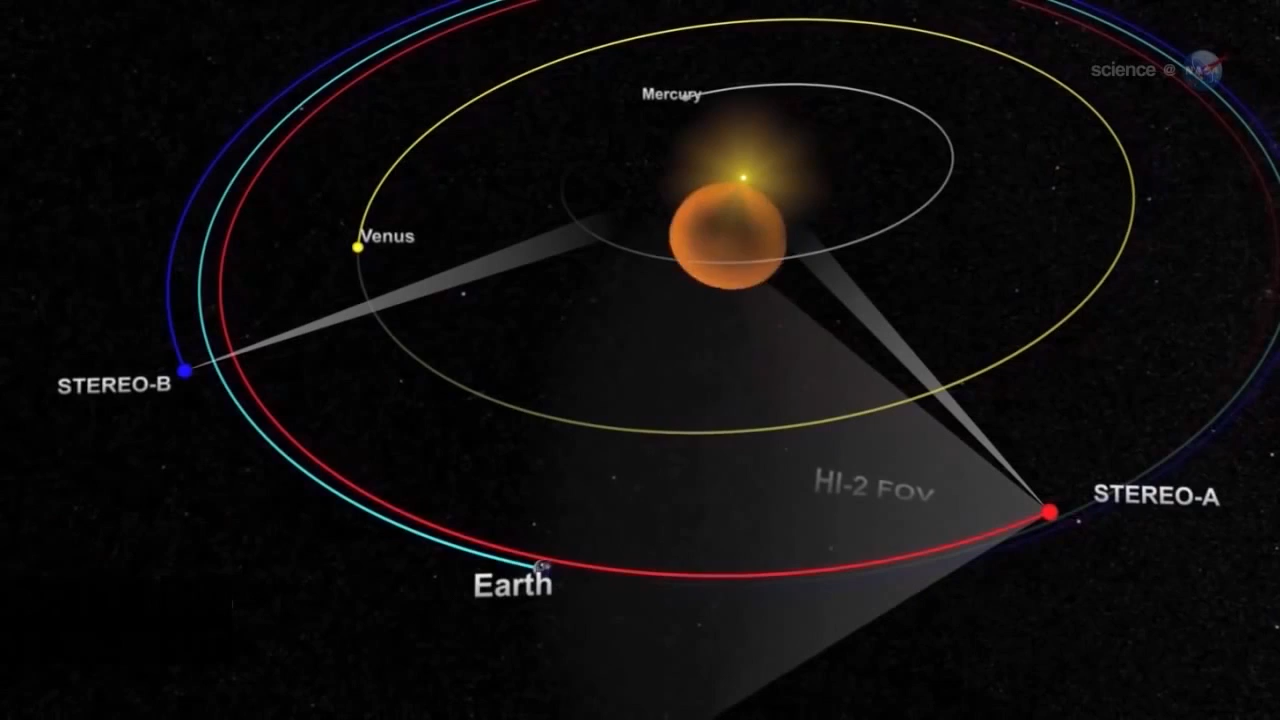 science @ NASA
Mercury
Venus
STEREO-B
HI-2 FOV
STEREO-A
Earth